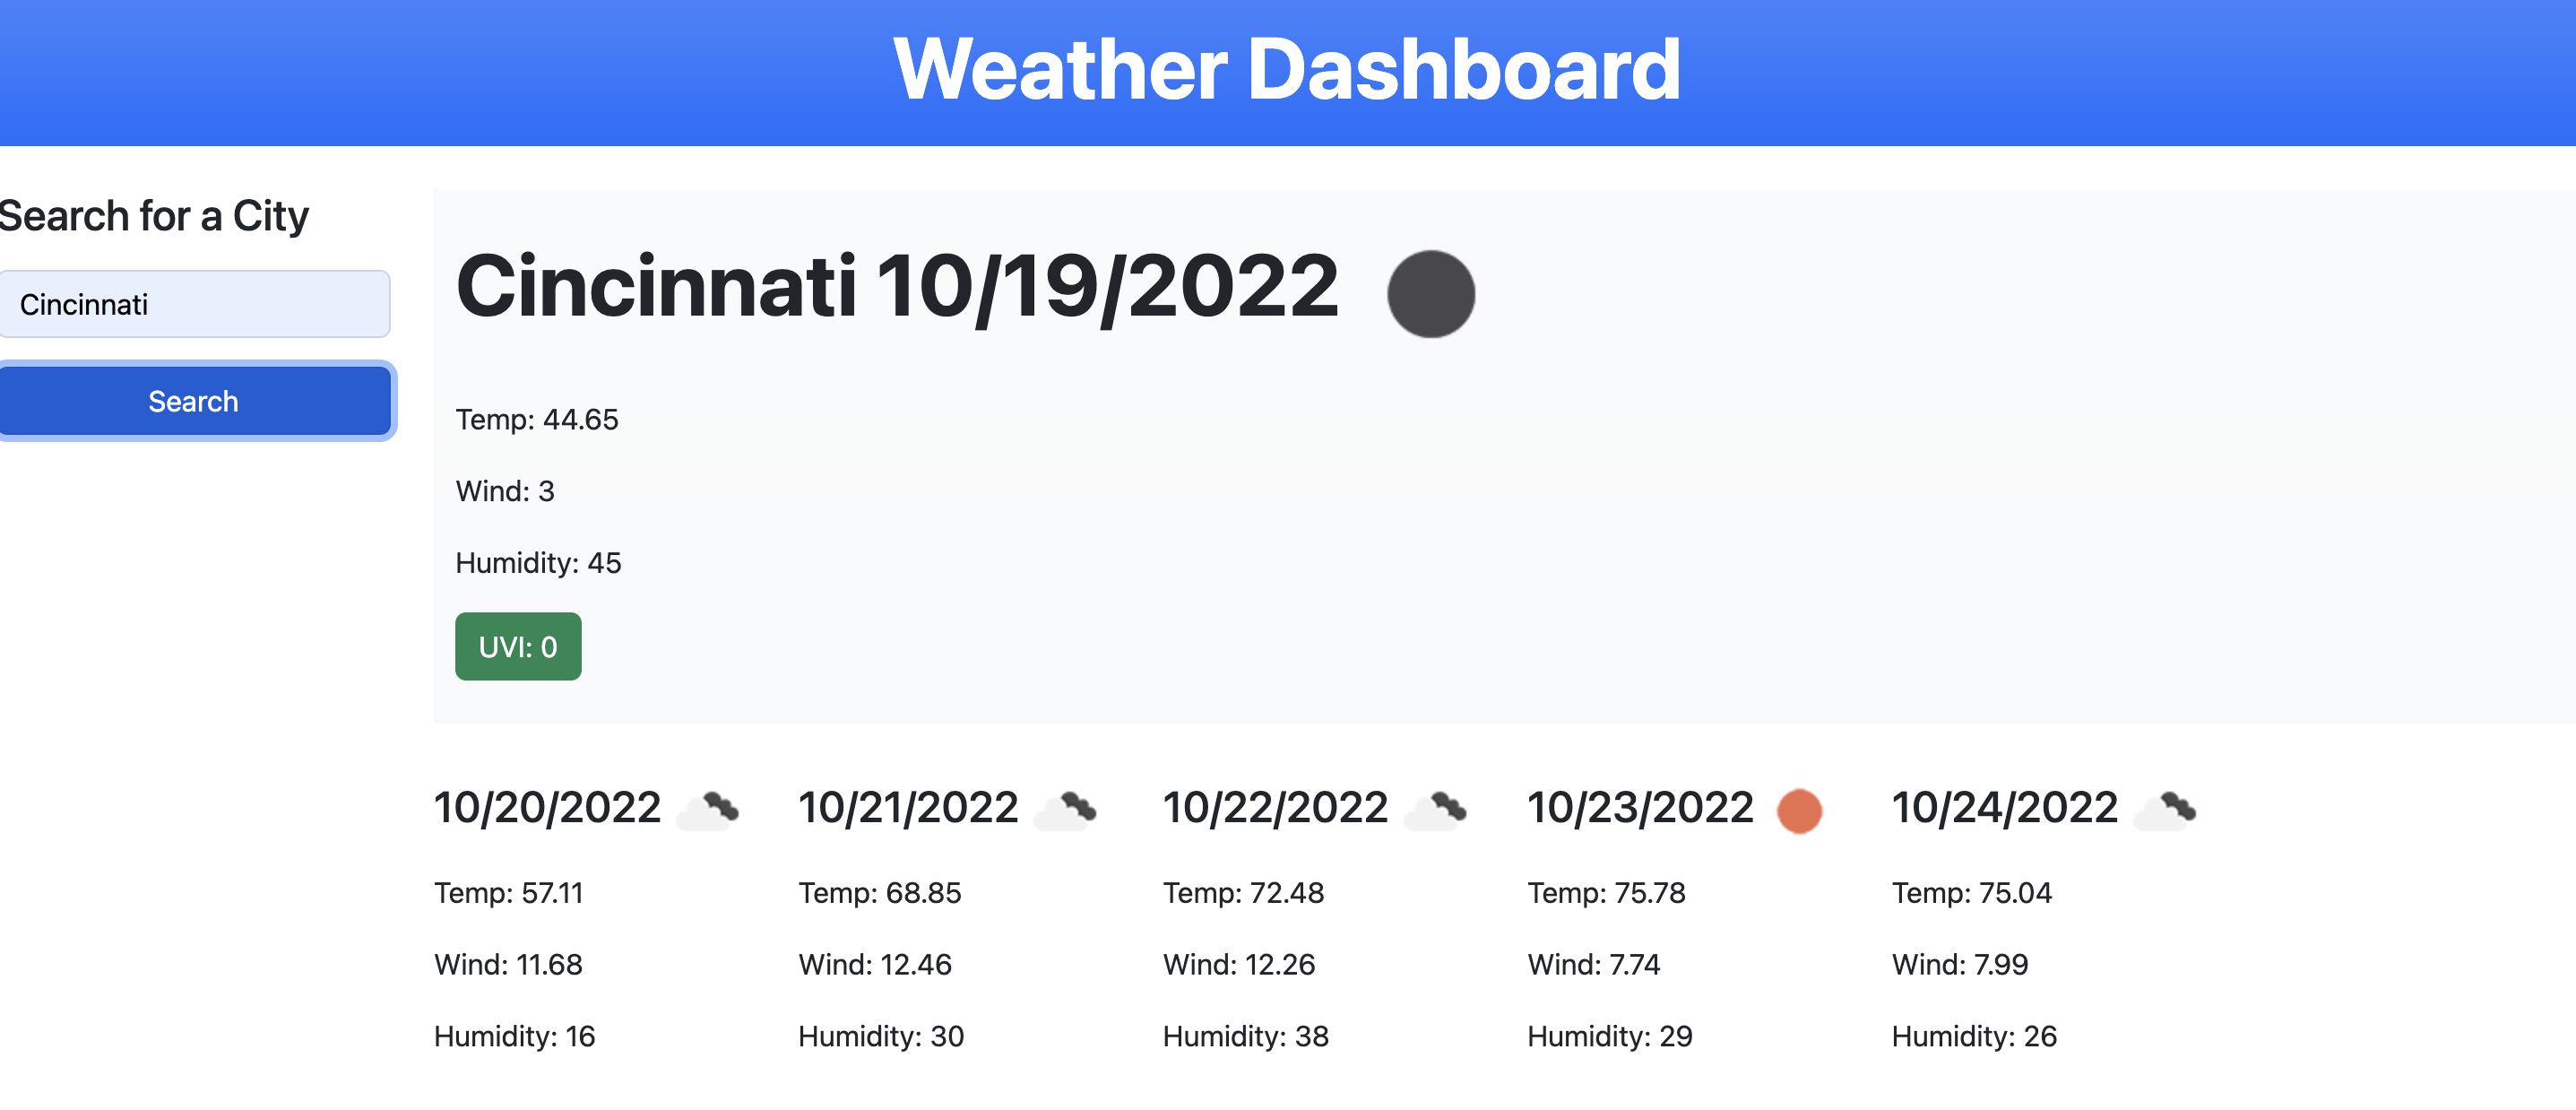 Weather Dashboard
Search for a City
Cincinnati
Search
Cincinnati 10/19/2022
Temp: 44.65
Wind: 3
Humidity: 45
UVI: 0
10/20/2022
Temp: 57.11
Wind: 11.68
Humidity: 16
10/21/2022
Temp: 68.85
Wind: 12.46
Humidity: 30
10/22/2022
Temp: 72.48
Wind: 12.26
Humidity: 38
10/23/2022
Temp: 75.78
Wind: 7.74
Humidity: 29
10/24/2022
Temp: 75.04
Wind: 7.99
Humidity: 26